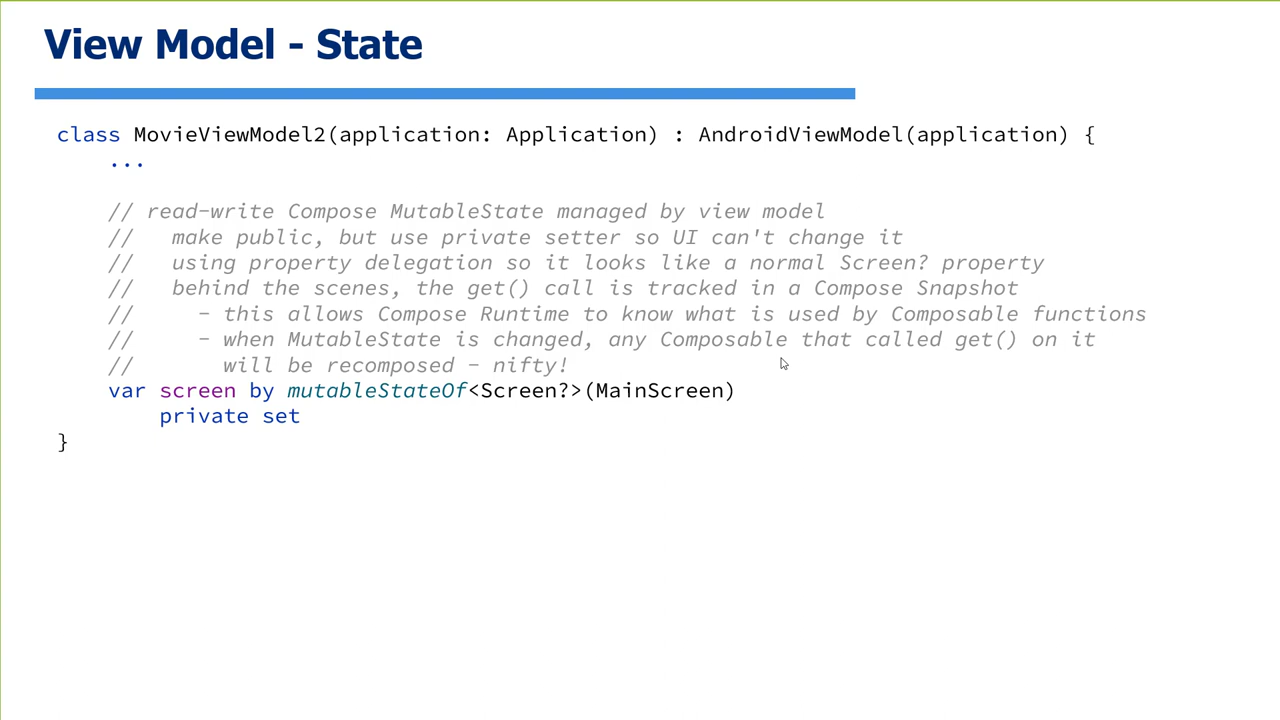 View Model - State
class MovieViewModel2(application: Application) : AndroidViewModel(application) {
...
// read-write Compose MutableState managed by view model
// make public, but use private setter so UI can't change it
// using property delegation so it looks like a normal Screen? property
// behind the scenes, the get() call is tracked in a Compose Snapshot
// - this allows Compose Runtime to know what is used by Composable functions
// - when MutableState is changed, any Composable that called get() on it
// will be recomposed - nifty!
var screen by mutableStateOf<Screen?>(MainScreen)
private set
}